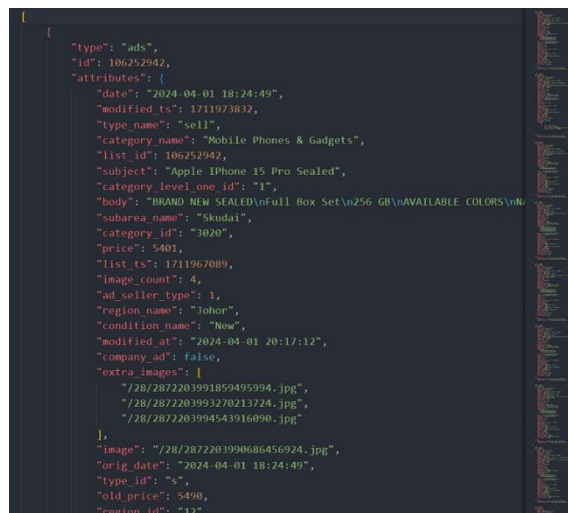 [
{
"type": "ads",
"id": 106252942,
"attributes": {
"date": "2024-04-01 18:24:49",
"modified_ts": 1711973832,
"type_name": "sell",
"category_name": "Mobile Phones & Gadgets",
"list_id": 106252942,
"subject": "Apple IPhone 15 Pro Sealed",
"category_level_one_id": "1",
"body": "BRAND NEW SEALED\nFull Box Set\n256 GB\nAVAILABLE COLORS\nN
"subarea_name": "Skudai",
"category_id": "3020",
"price": 5401,
"list_ts": 1711967089,
"image_count": 4,
"ad_seller_type": 1,
"region_name": "Johor",
"condition_name": "New",
"modified_at": "2024-04-01 20:17:12",
"company_ad": false,
"extra_images": [
"/28/2872203991859495994.jpg",
"/28/2872203993270213724.jpg",
"/28/2872203994543916090.jpg"
],
"image": "/28/2872203990686456924.jpg",
"orig_date": "2024-04-01 18:24:49",
"type_id": "s",
"old_price": 5490,
"region_id": "12"